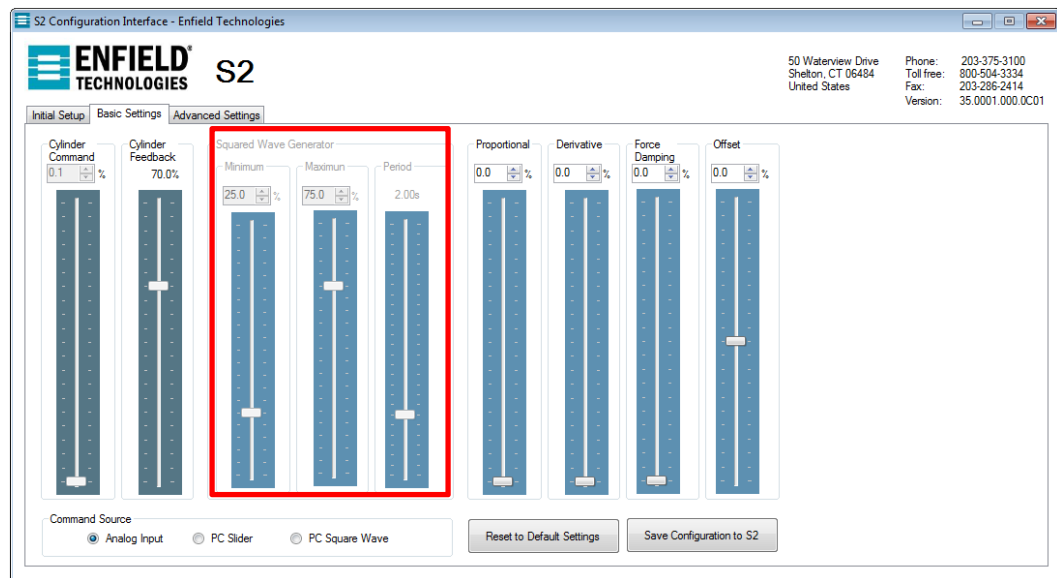 S2 Configuration Interface - Enfield Technologies
ENFIELD®
TECHNOLOGIES
S2
50 Waterview Drive
Shelton, CT 06484
United States
Phone: 203-375-3100
Toll free: 800-504-3334
Fax: 203-286-2414
Version: 35.0001.000.0C01
Initial Setup Basic Settings Advanced Settings
Cylinder Command
0.1 %
Cylinder Feedback
70.0%
Squared Wave Generator
Minimum
25.0 %
Maximun
75.0 %
Period
2.00s
Proportional
0.0 %
Derivative
0.0 %
Force Damping
0.0 %
Offset
0.0 %
Command Source
Analog Input PC Slider PC Square Wave
Reset to Default Settings
Save Configuration to S2